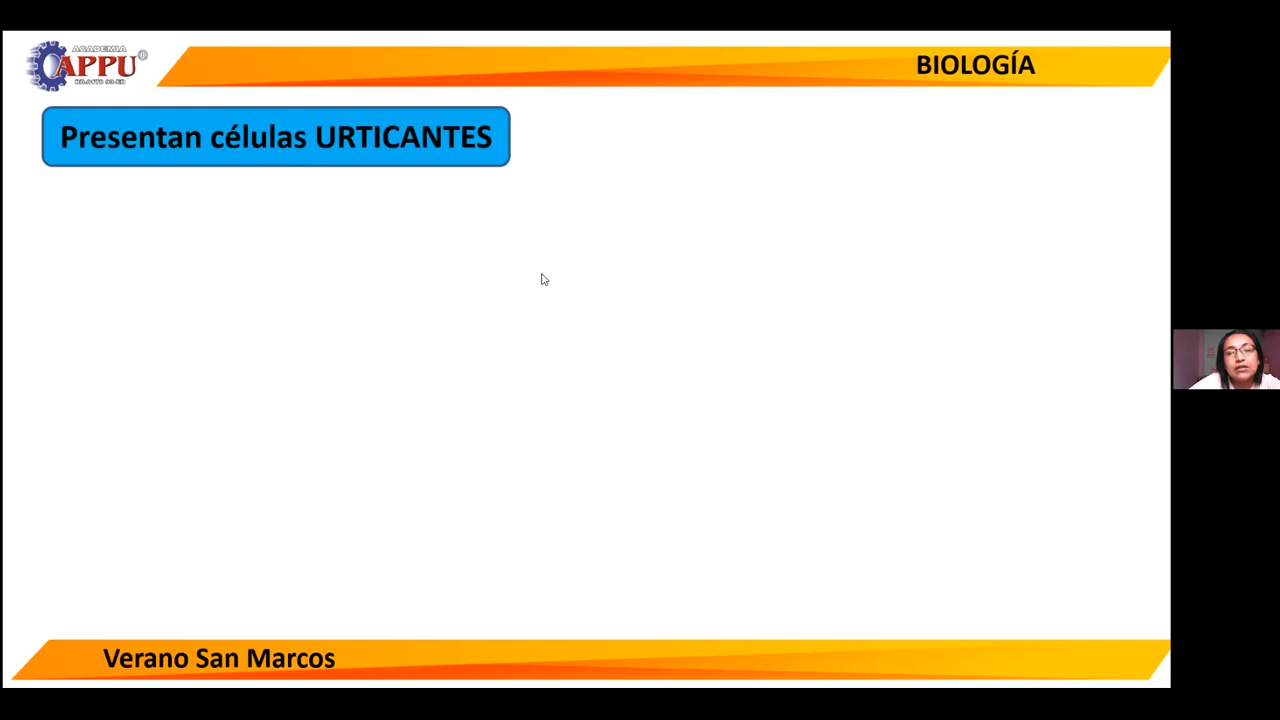 ACADEMIA
APPU
BIOLOGÍA
Presentan células URTICANTES
Verano San Marcos